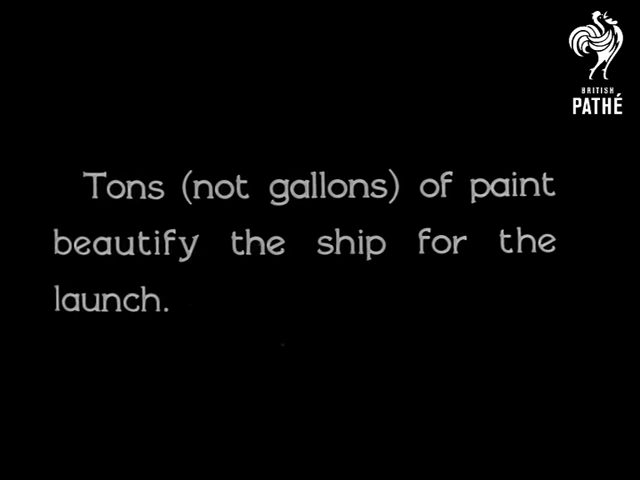 BRITISH
PATHÉ
Tons (not gallons) of paint
beautify the ship for the
launch.